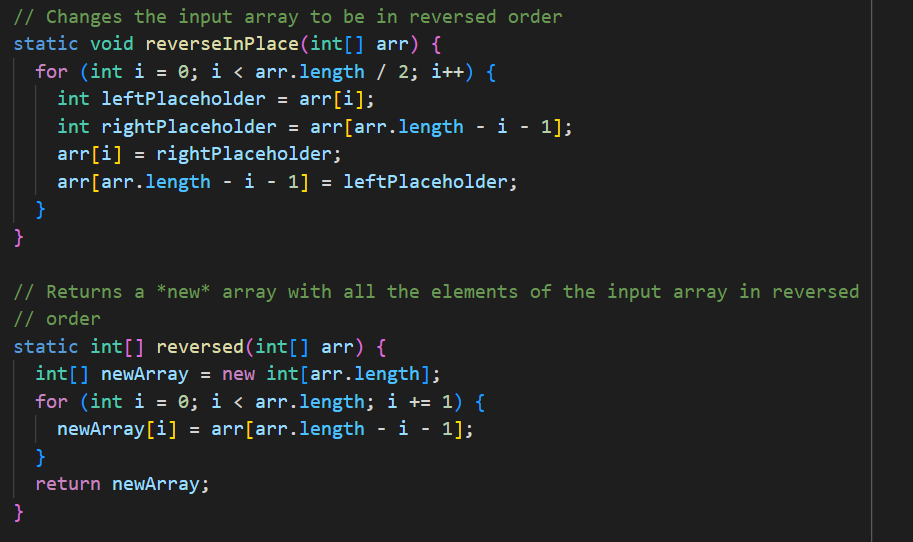 // Changes the input array to be in reversed order
static void reverseInPlace(int[] arr) {
  for (int i = 0; i < arr.length / 2; i++) {
    int leftPlaceholder = arr[i];
    int rightPlaceholder = arr[arr.length - i - 1];
    arr[i] = rightPlaceholder;
    arr[arr.length - i - 1] = leftPlaceholder;
  }
}

// Returns a *new* array with all the elements of the input array in reversed
// order
static int[] reversed(int[] arr) {
  int[] newArray = new int[arr.length];
  for (int i = 0; i < arr.length; i += 1) {
    newArray[i] = arr[arr.length - i - 1];
  }
  return newArray;
}